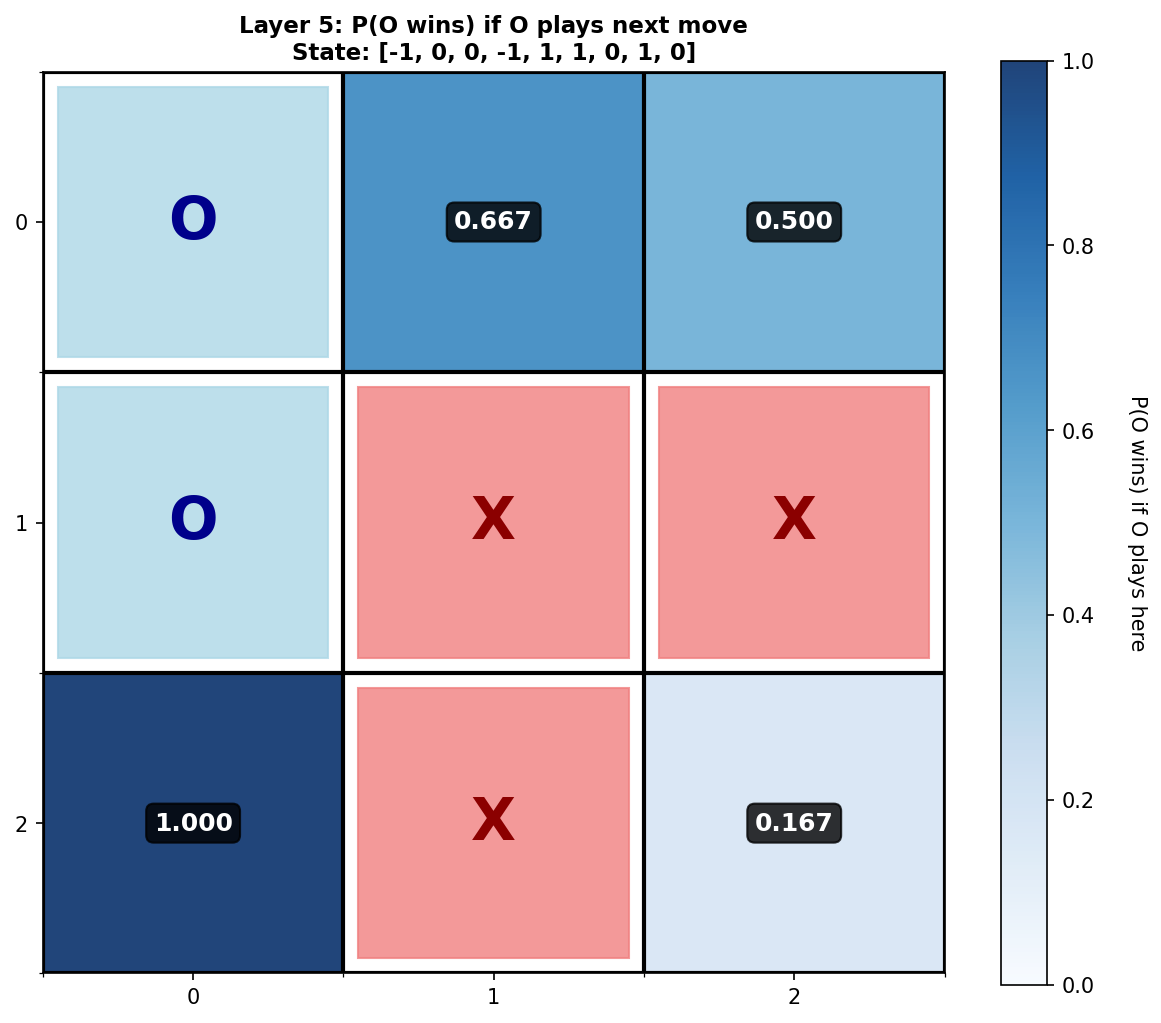 Layer 5: P(O wins) if O plays next move
State: [-1, 0, 0, -1, 1, 1, 0, 1, 0]
0
O
0.667
0.500
1
O
X
X
2
1.000
X
0.167
0
1
2
1.0
0.8
0.6
0.4
0.2
0.0
P(O wins) if O plays here